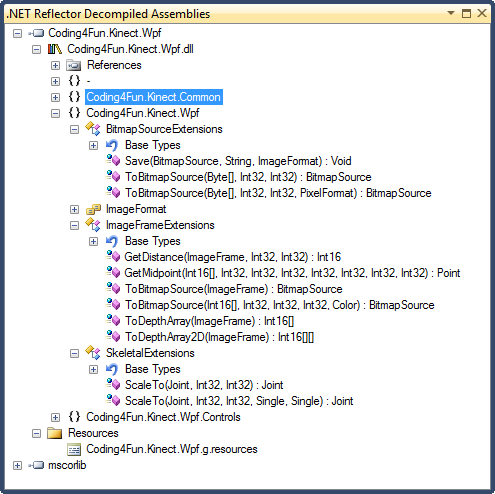 .NET Reflector Decompiled Assemblies
Coding4Fun.Kinect.Wpf
Coding4Fun.Kinect.Wpf.dll
References
{} -
{} Coding4Fun.Kinect.Common
{} Coding4Fun.Kinect.Wpf
BitmapSourceExtensions
Base Types
Save(BitmapSource, String, ImageFormat) : Void
ToBitmapSource(Byte[], Int32, Int32) : BitmapSource
ToBitmapSource(Byte[], Int32, Int32, PixelFormat) : BitmapSource
ImageFormat
ImageFrameExtensions
Base Types
GetDistance(ImageFrame, Int32, Int32) : Int16
GetMidpoint(Int16[], Int32, Int32, Int32, Int32, Int32, Int32, Int32) : Point
ToBitmapSource(ImageFrame) : BitmapSource
ToBitmapSource(Int16[], Int32, Int32, Int32, Color) : BitmapSource
ToDepthArray(ImageFrame) : Int16[]
ToDepthArray2D(ImageFrame) : Int16[][]
SkeletalExtensions
Base Types
ScaleTo(Joint, Int32, Int32) : Joint
ScaleTo(Joint, Int32, Int32, Single, Single) : Joint
{} Coding4Fun.Kinect.Wpf.Controls
Resources
Coding4Fun.Kinect.Wpf.g.resources
mscorlib